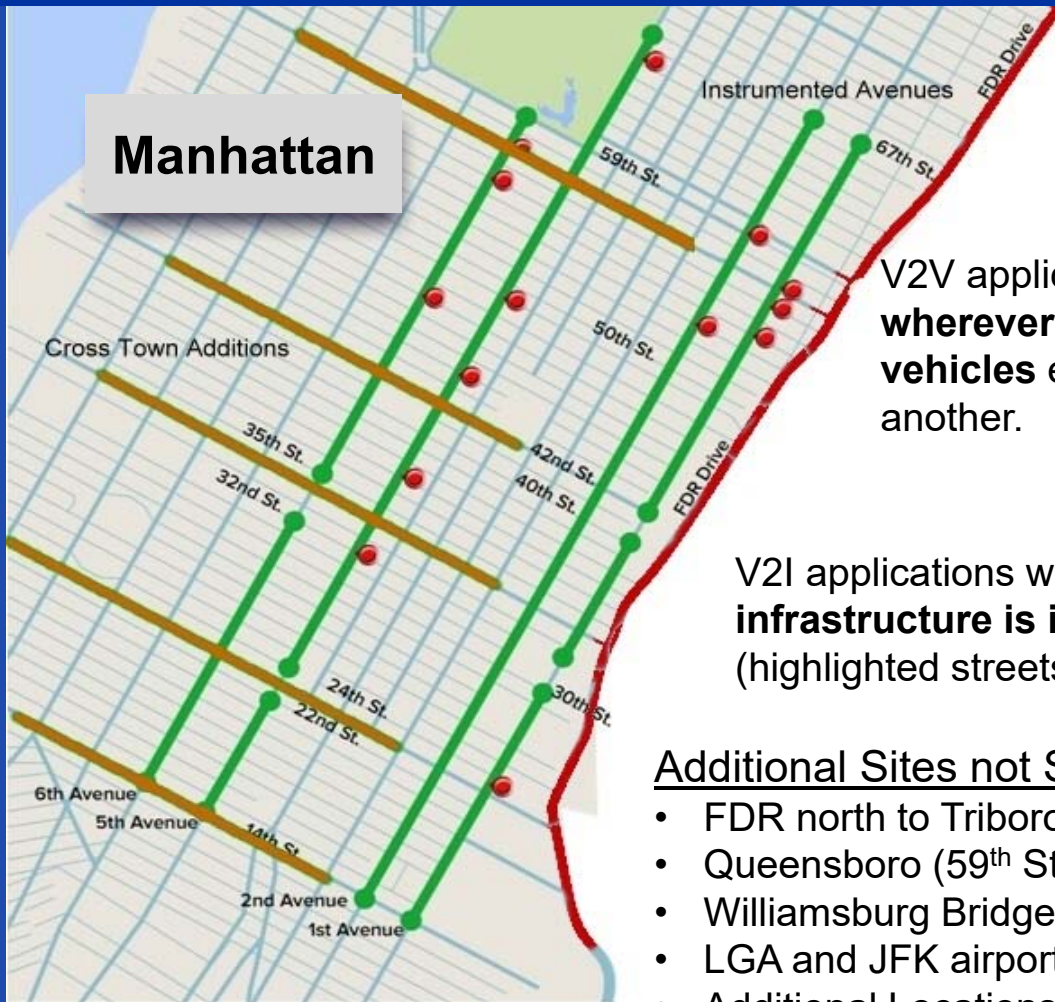 FDR Drive
Instrumented Avenues
Manhattan
59th St.
67th St.
V2V applic
wherever
vehicles e
another.
50th St.
Cross Town Additions
35th St.
42nd St.
32nd St.
40th St.
FDR Drive
V2I applications w
infrastructure is i
(highlighted streets
24th St.
30th St.
22nd St.
Additional Sites not S
6th Avenue
5th Avenue
14th St.
• FDR north to Triboro
• Queensboro (59th St
2nd Avenue
1st Avenue
• Williamsburg Bridge
• LGA and JFK airport
• Additional Locations